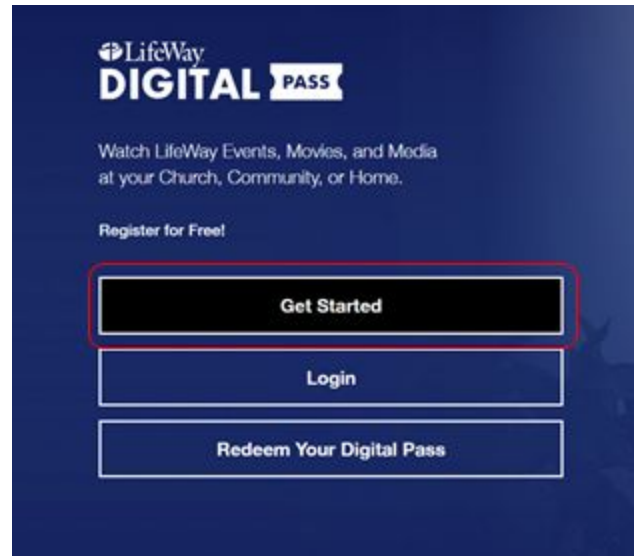 LifeWay
DIGITAL PASS
Watch LifeWay Events, Movies, and Media
at your Church, Community, or Home.
Register for Free!
Get Started
Login
Redeem Your Digital Pass